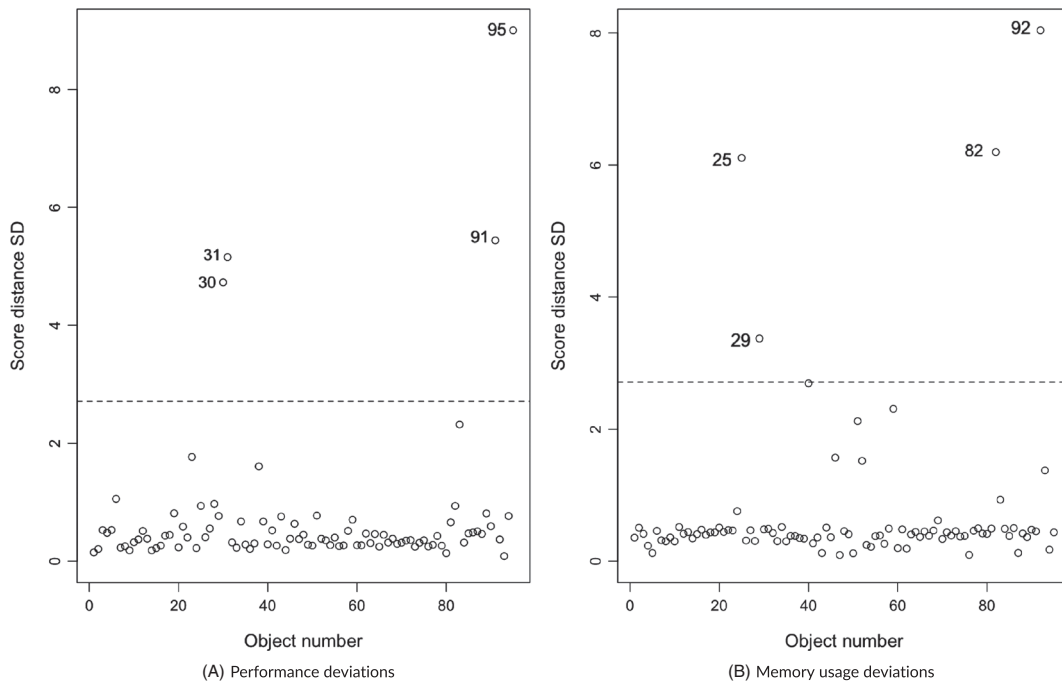 95
91
31
30
Score distance SD
0 2 4 6 8
0 20 40 60 80
Object number
(A) Performance deviations
92
82
25
29
Score distance SD
0 2 4 6 8
0 20 40 60 80
Object number
(B) Memory usage deviations